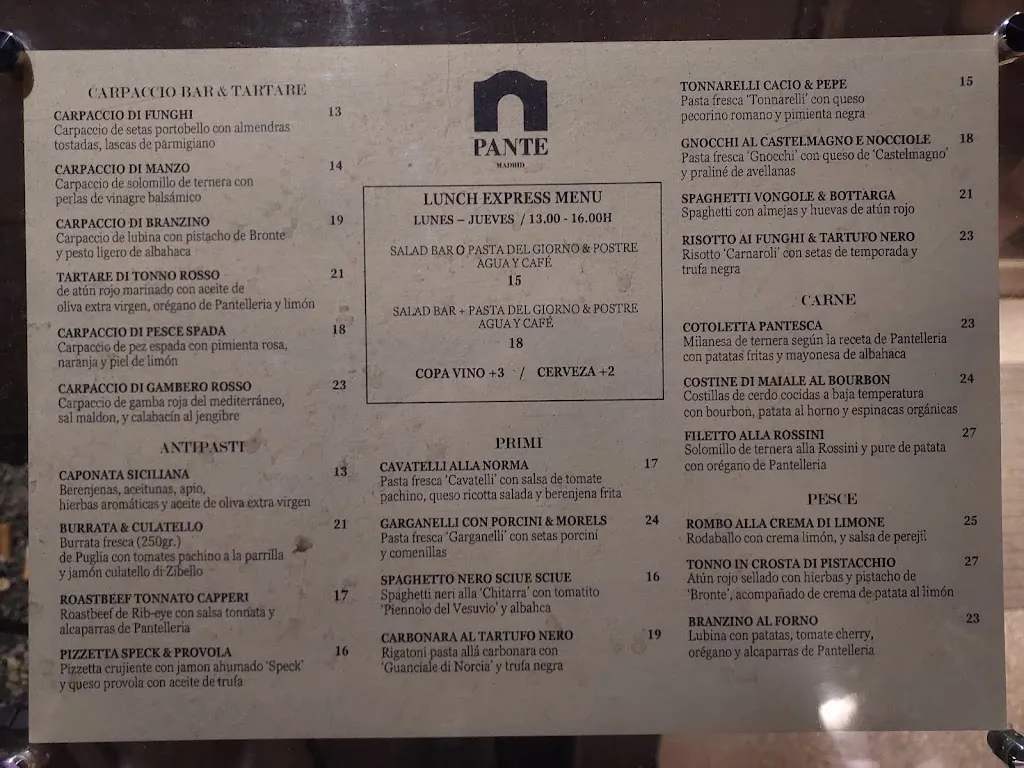 CARPACCIO BAR & TARTARE
CARPACCIO DI FUNGHI 13
Carpaccio de setas portobello con almendras
tostadas, lascas de parmigiano
CARPACCIO DI MANZO 14
Carpaccio de solomillo de ternera con
perlas de vinagre balsámico
CARPACCIO DI BRANZINO 19
Carpaccio de lubina con pistacho de Bronte
y pesto ligero de albahaca
TARTARE DI TONNO ROSSO 21
de atún rojo marinado con aceite de
oliva extra virgen, orégano de Pantelleria y limón
CARPACCIO DI PESCE SPADA 18
Carpaccio de pez espada con pimienta rosa,
naranja y piel de limón
CARPACCIO DI GAMBERO ROSSO 23
Carpaccio de gamba roja del mediterráneo,
sal maldon, y calabacín al jengibre
ANTIPASTI
CAPONATA SICILIANA 13
Berenjenas, aceitunas, apio,
hierbas aromáticas y aceite de oliva extra virgen
BURRATA & CULATELLO 21
Burrata fresca (250gr.)
de Puglia con tomates pachino a la parrilla
y jamón culatello di Zibello
ROASTBEEF TONNATO CAPPERI 17
Roastbeef de Rib-eye con salsa tonnata y
alcaparras de Pantelleria
PIZZETTA SPECK & PROVOLA 16
Pizzetta crujiente con jamon ahumado 'Speck'
y queso provola con aceite de trufa
PANTE
MADRID
LUNCH EXPRESS MENU
LUNES – JUEVES / 13.00 - 16.00H
SALAD BAR O PASTA DEL GIORNO & POSTRE
AGUA Y CAFÉ
15
SALAD BAR + PASTA DEL GIORNO & POSTRE
AGUA Y CAFÉ
18
COPA VINO +3 / CERVEZA +2
PRIMI
CAVATELLI ALLA NORMA 17
Pasta fresca 'Cavatelli' con salsa de tomate
pachino, queso ricotta salada y berenjena frita
GARGANELLI CON PORCINI & MORELS 24
Pasta fresca 'Garganelli' con setas porcini
y comenillas
SPAGHETTO NERO SCIUE SCIUE 16
Spaghetti neri alla 'Chitarra' con tomatito
'Piennolo del Vesuvio' y albahca
CARBONARA AL TARTUFO NERO 19
Rigatoni pasta allá carbonara con
'Guanciale di Norcia' y trufa negra
TONNARELLI CACIO & PEPE 15
Pasta fresca 'Tonnarelli' con queso
pecorino romano y pimienta negra
GNOCCHI AL CASTELMAGNO E NOCCIOLE 18
Pasta fresca 'Gnocchi' con queso de 'Castelmagno'
y praliné de avellanas
SPAGHETTI VONGOLE & BOTTARGA 21
Spaghetti con almejas y huevas de atún rojo
RISOTTO AI FUNGHI & TARTUFO NERO 23
Risotto 'Carnaroli' con setas de temporada y
trufa negra
CARNE
COTOLETTA PANTESCA 23
Milanesa de ternera según la receta de Pantelleria
con patatas fritas y mayonesa de albahaca
COSTINE DI MAIALE AL BOURBON 24
Costillas de cerdo cocidas a baja temperatura
con bourbon, patata al horno y espinacas orgánicas
FILETTO ALLA ROSSINI 27
Solomillo de ternera alla Rossini y pure de patata
con orégano de Pantelleria
PESCE
ROMBO ALLA CREMA DI LIMONE 25
Rodaballo con crema limón, y salsa de perejil
TONNO IN CROSTA DI PISTACCHIO 27
Atún rojo sellado con hierbas y pistacho de
'Bronte', acompañado de crema de patata al limón
BRANZINO AL FORNO 23
Lubina con patatas, tomate cherry,
orégano y alcaparras de Pantelleria